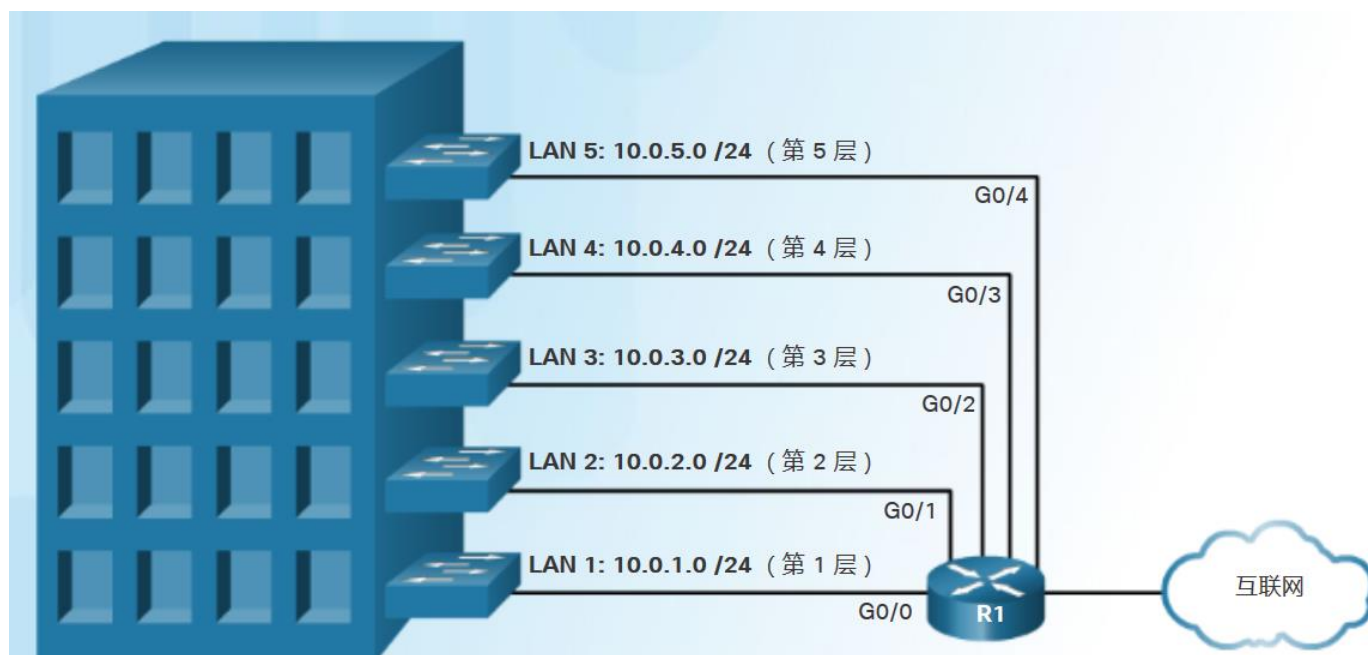 LAN 5: 10.0.5.0 /24 (第 5 层)
G0/4
LAN 4: 10.0.4.0 /24 (第 4 层)
G0/3
LAN 3: 10.0.3.0 /24 (第 3 层)
G0/2
LAN 2: 10.0.2.0 /24 (第 2 层)
G0/1
LAN 1: 10.0.1.0 /24 (第 1 层)
G0/0
R1
互联网